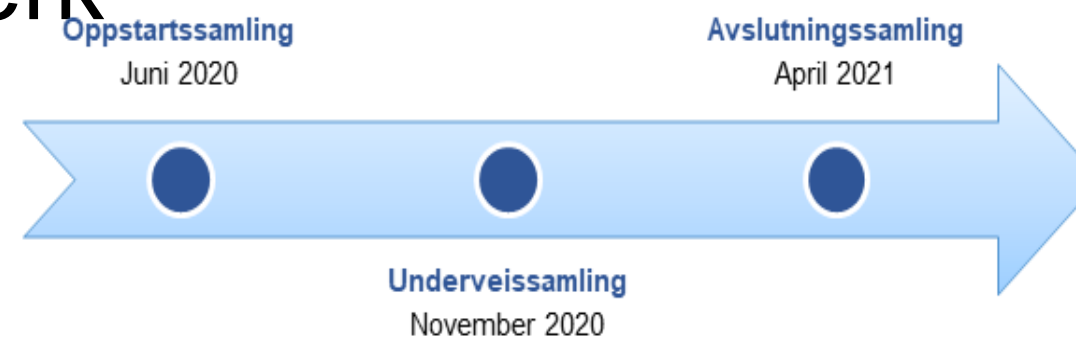 Oppstartssamling
Juni 2020
Avslutningssamling
April 2021
Underveissamling
November 2020